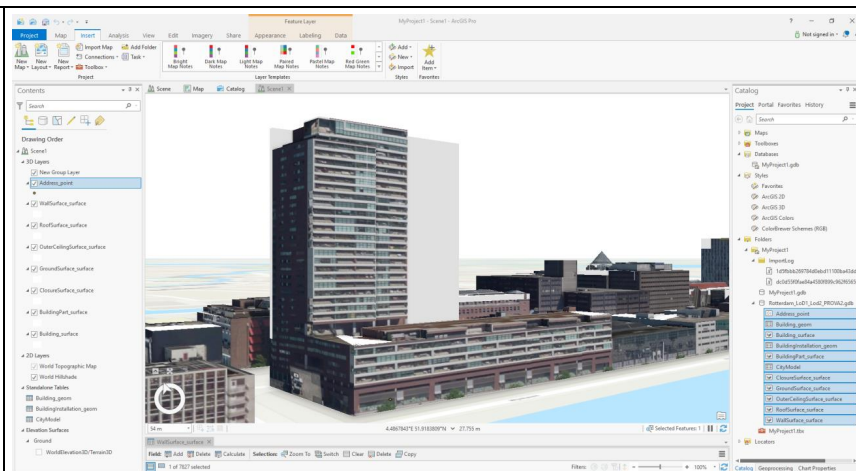 Feature Layer
MyProject1 - Scene1 - ArcGIS Pro
Project Map Insert Analysis View Edit Imagery Share Appearance Labeling Data
Not signed in
New Map New Layout New Report
Import Map
Connections
Toolbox
Add Folder
Task
Project
Bright Map Notes
Dark Map Notes
Light Map Notes
Paired Map Notes
Pastel Map Notes
Red Green Map Notes
Layer Templates
Add
New
Import
Styles
Add Item
Favorites
Contents
Search
Drawing Order
Scene1
3D Layers
New Group Layer
Address_point
WallSurface_surface
RoofSurface_surface
OuterCeilingSurface_surface
GroundSurface_surface
ClosureSurface_surface
BuildingPart_surface
Building_surface
2D Layers
World Topographic Map
World Hillshade
Standalone Tables
Building_geom
BuildingInstallation_geom
CityModel
Elevation Surfaces
Ground
WorldElevation3D/Terrain3D
Scene Map Catalog Scene1
54 m
4.4867843°E 51.9183809°N
27.755 m
Selected Features: 1
WallSurface_surface
Field: Add Delete Calculate Selection: Zoom To Switch Clear Delete Copy
1 of 7827 selected
Filters:
100%
Catalog
Project Portal Favorites History
Search
Maps
Toolboxes
Databases
MyProject1.gdb
Styles
Favorites
ArcGIS 2D
ArcGIS 3D
ArcGIS Colors
ColorBrewer Schemes (RGB)
Folders
MyProject1
ImportLog
MyProject1.gdb
Rotterdam_LoD1_Lod2_PROVA2.gdb
Address_point
Building_geom
Building_surface
BuildingInstallation_geom
BuildingPart_surface
CityModel
ClosureSurface_surface
GroundSurface_surface
OuterCeilingSurface_surface
RoofSurface_surface
WallSurface_surface
MyProject1.tbx
Locators
Catalog Geoprocessing Chart Properties